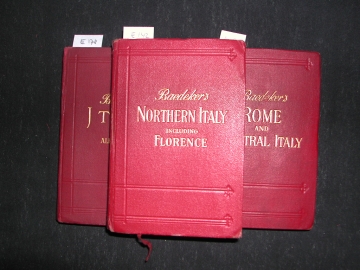 Baedeker's
NORTHERN ITALY
INCLUDING
FLORENCE
Baedeker's
ROME
AND
TRAL ITALY
B